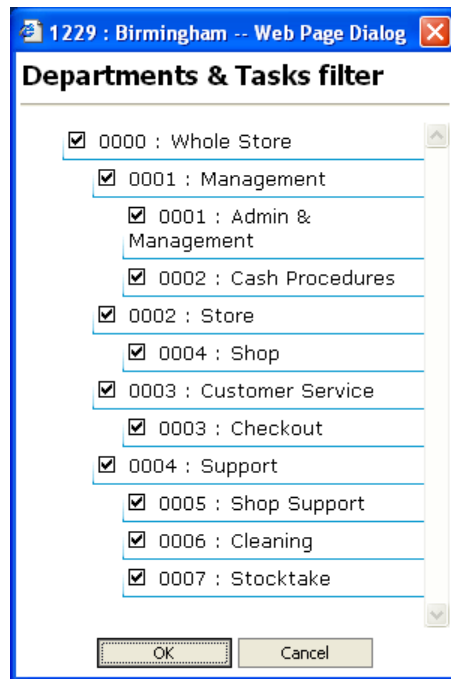 1229 : Birmingham -- Web Page Dialog
Departments & Tasks filter
0000 : Whole Store
0001 : Management
0001 : Admin &
Management
0002 : Cash Procedures
0002 : Store
0004 : Shop
0003 : Customer Service
0003 : Checkout
0004 : Support
0005 : Shop Support
0006 : Cleaning
0007 : Stocktake
OK Cancel